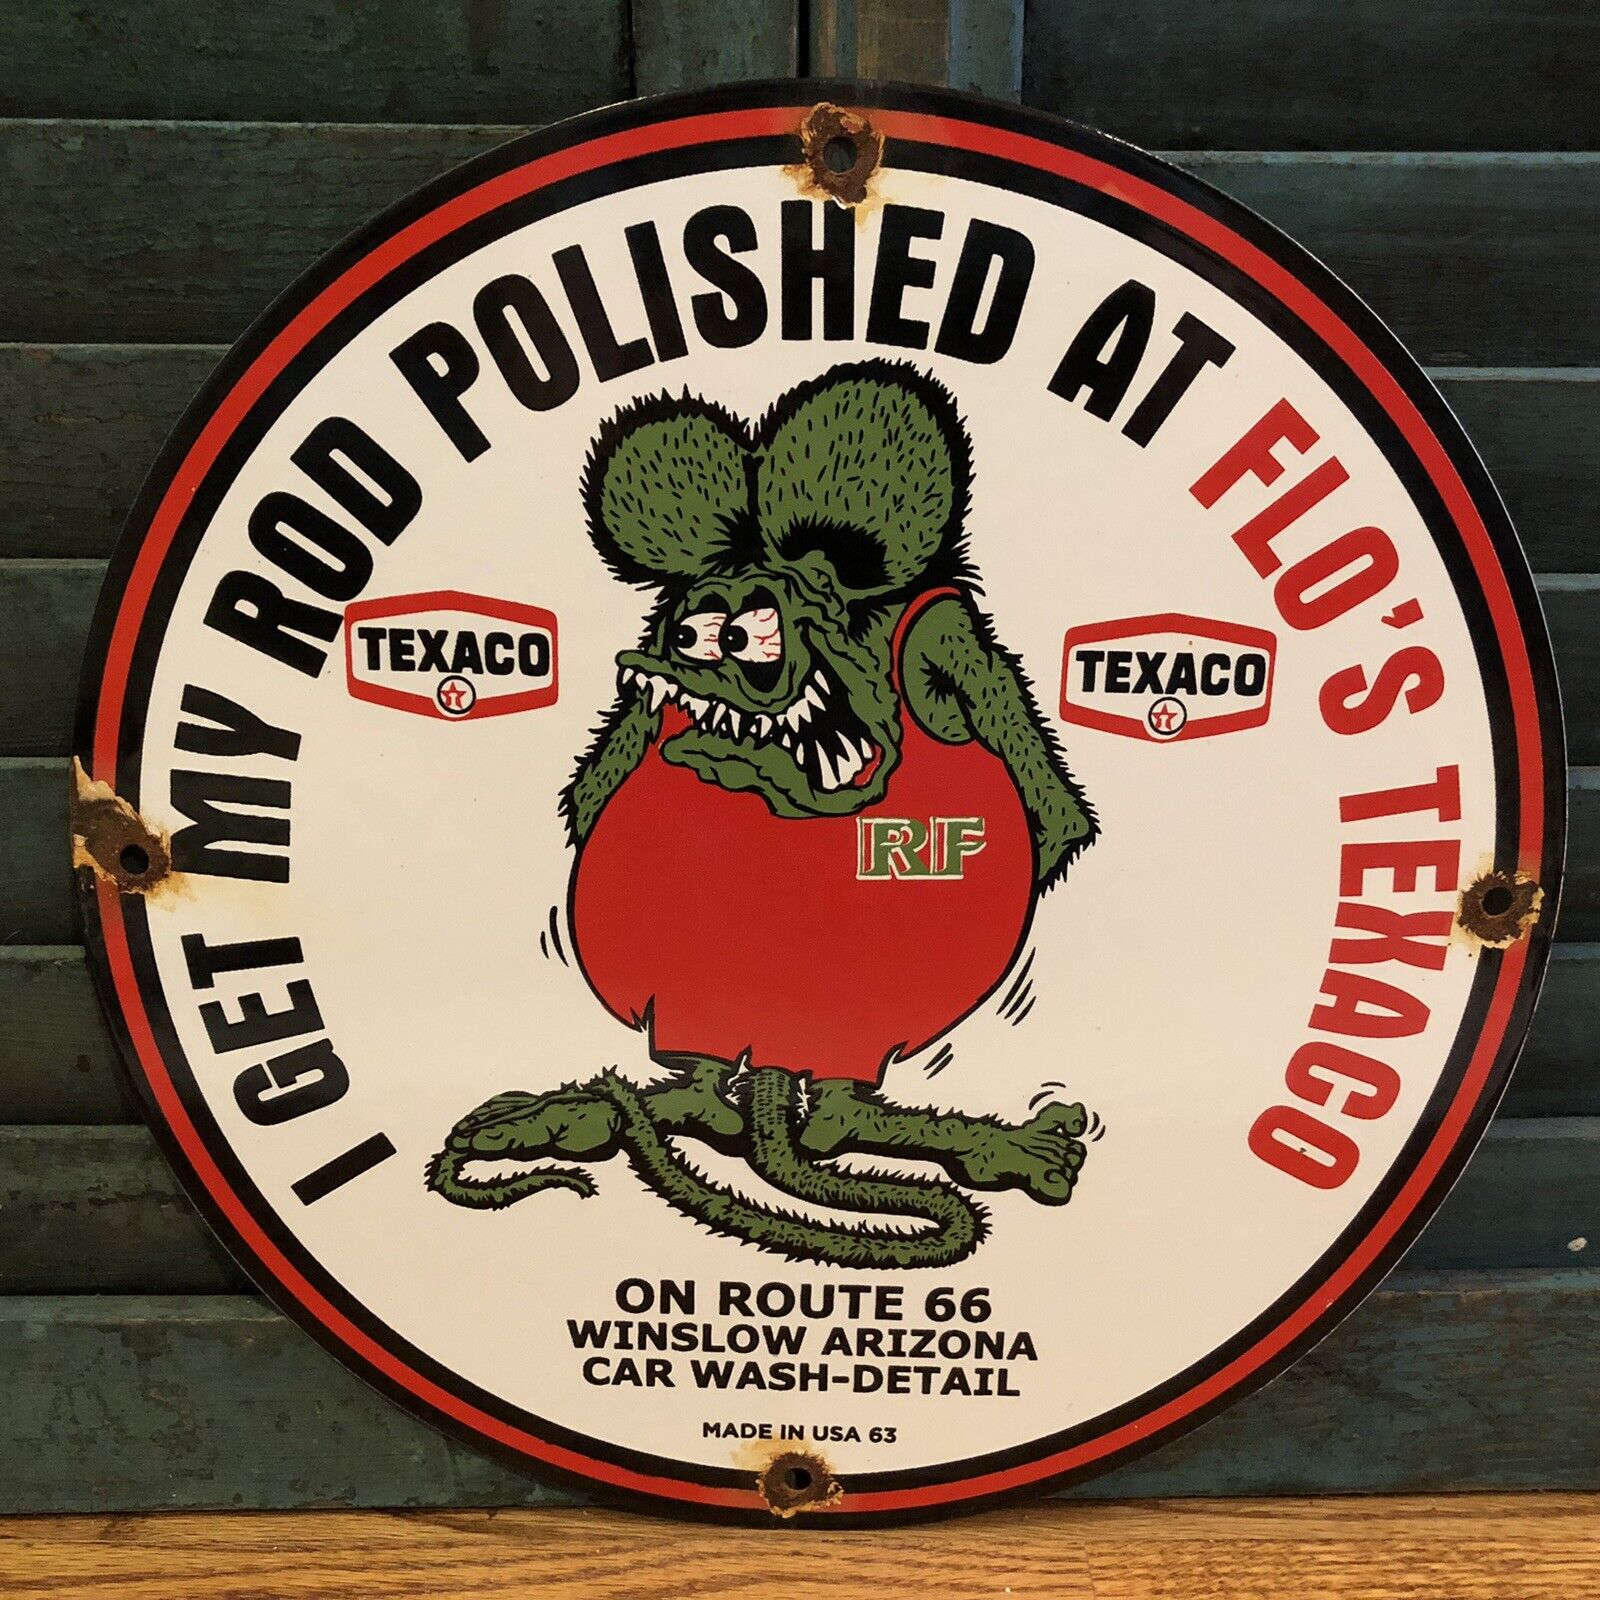 I GET MY ROD POLISHED AT FLO'S TEXACO
TEXACO
T
TEXACO
T
RF
ON ROUTE 66
WINSLOW ARIZONA
CAR WASH-DETAIL
MADE IN USA 63